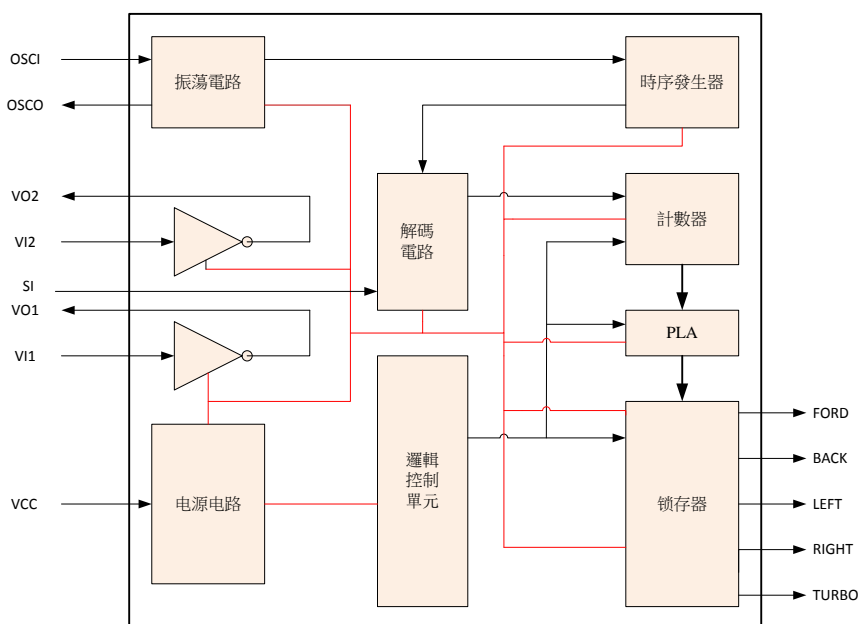 OSCI
振荡電路
時序發生器
OSCO
VO2
解碼
電路
計數器
VI2
SI
VO1
PLA
VI1
邏輯
控制
單元
FORD
BACK
VCC
电源电路
锁存器
LEFT
RIGHT
TURBO